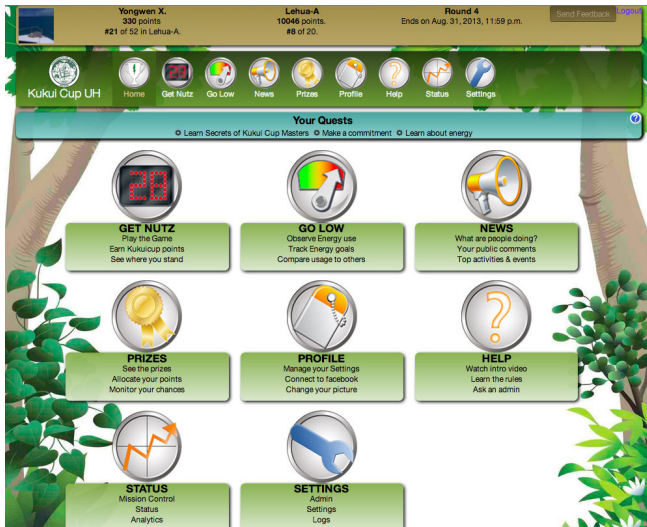 Yongwen X.
330 points
#21 of 52 in Lehua-A.
Lehua-A
10046 points.
#8 of 20.
Round 4
Ends on Aug. 31, 2013, 11:59 p.m.
Send Feedback
Logout
Kukui Cup UH
Home
Get Nutz
Go Low
News
Prizes
Profile
Help
Status
Settings
Your Quests
Learn Secrets of Kukui Cup Masters Make a commitment Learn about energy
?
28
GET NUTZ
Play the Game
Earn Kukuicup points
See where you stand
GO LOW
Observe Energy use
Track Energy goals
Compare usage to others
NEWS
What are people doing?
Your public comments
Top activities & events
PRIZES
See the prizes
Allocate your points
Monitor your chances
PROFILE
Manage your Settings
Connect to facebook
Change your picture
?
HELP
Watch intro video
Learn the rules
Ask an admin
STATUS
Mission Control
Status
Analytics
SETTINGS
Admin
Settings
Logs